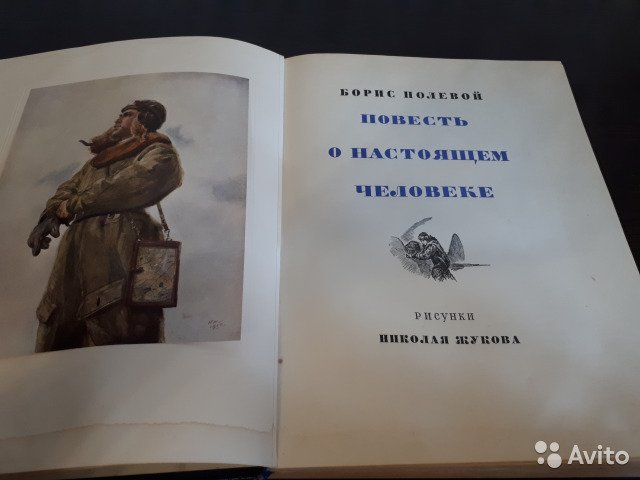 БОРИС ПОЛЕВОЙ
ПОВЕСТЬ
О НАСТОЯЩЕМ
ЧЕЛОВЕКЕ
РИСУНКИ
НИКОЛАЯ ЖУКОВА
Avito